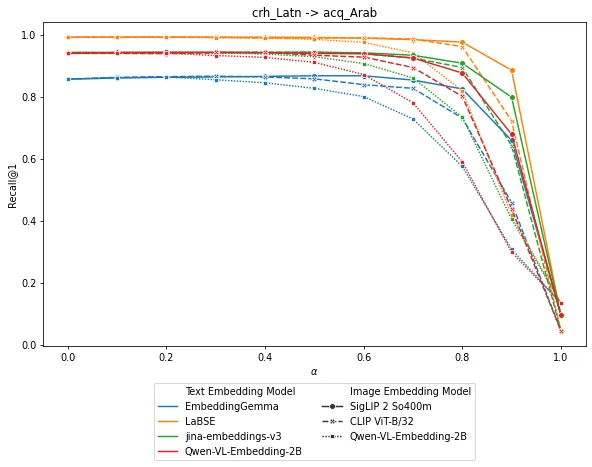 crh_Latn -> acq_Arab
Recall@1
1.0
0.8
0.6
0.4
0.2
0.0
0.0 0.2 0.4 0.6 0.8 1.0
α
Text Embedding Model Image Embedding Model
EmbeddingGemma SigLIP 2 So400m
LaBSE CLIP ViT-B/32
jina-embeddings-v3 Qwen-VL-Embedding-2B
Qwen-VL-Embedding-2B